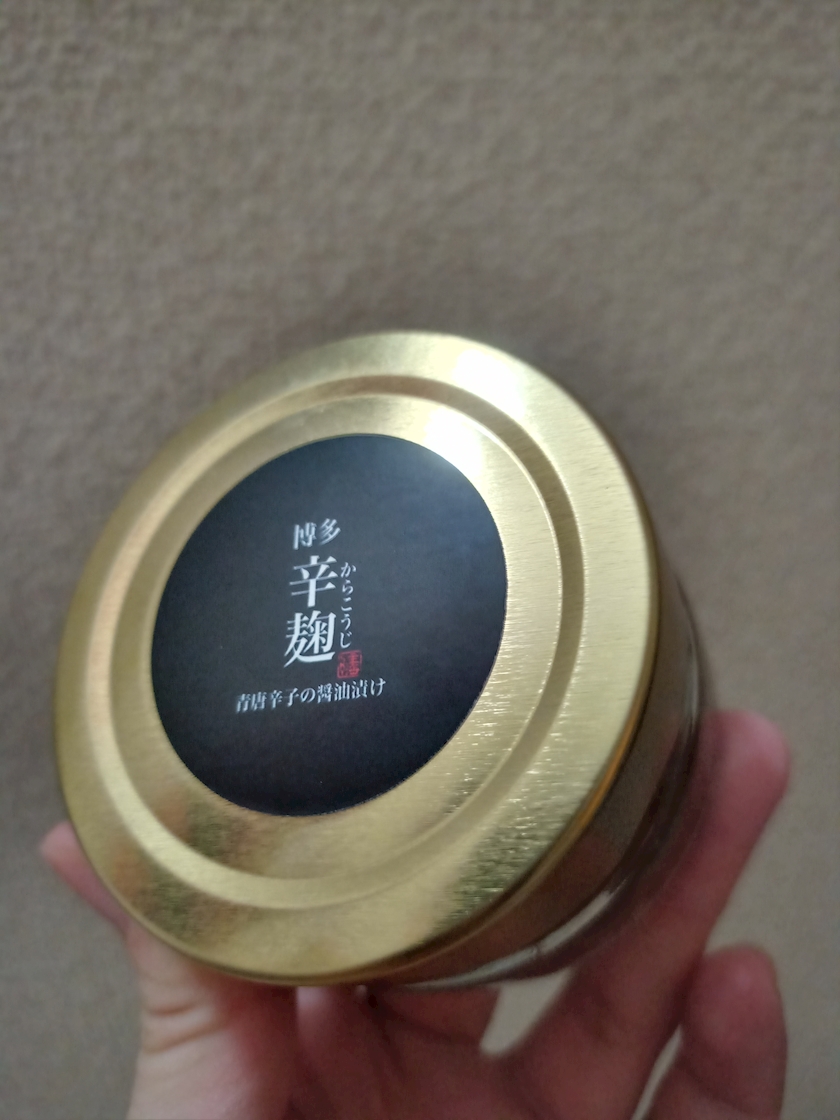 博多
辛麹
からこうじ
青唐辛子の醤油漬け